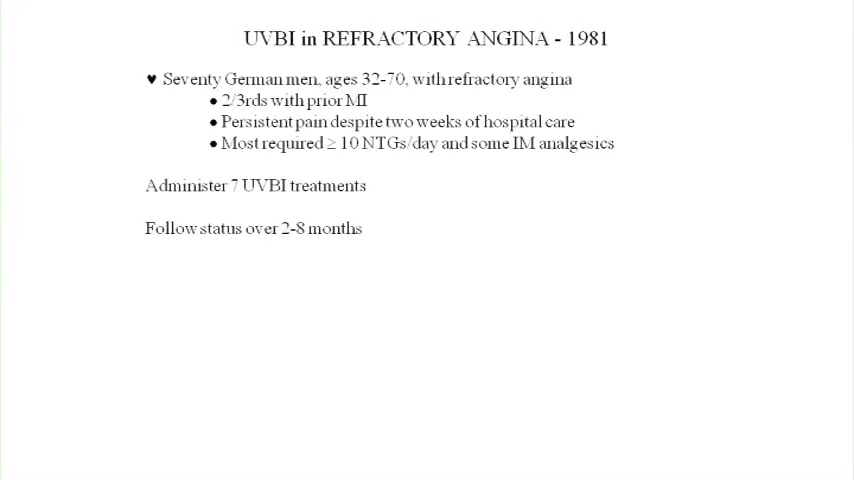 UVBI in REFRACTORY ANGINA - 1981
♥ Seventy German men, ages 32-70, with refractory angina
● 2/3rds with prior MI
● Persistent pain despite two weeks of hospital care
● Most required ≥ 10 NTGs/day and some IM analgesics
Administer 7 UVBI treatments
Follow status over 2-8 months